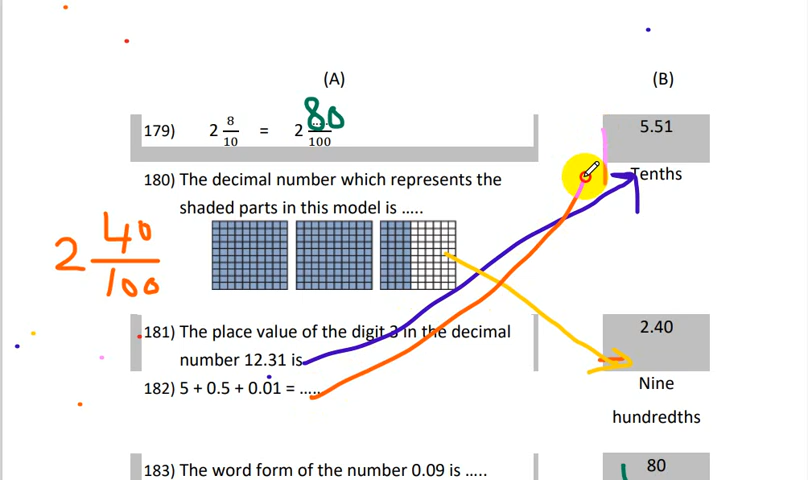 (A) (B)
179) 2 8/10 = 2 80/100 5.51
180) The decimal number which represents the Tenths
shaded parts in this model is .....
2 40/100
181) The place value of the digit 3 in the decimal 2.40
number 12.31 is
182) 5 + 0.5 + 0.01 = ..... Nine
hundredths
183) The word form of the number 0.09 is ..... 80